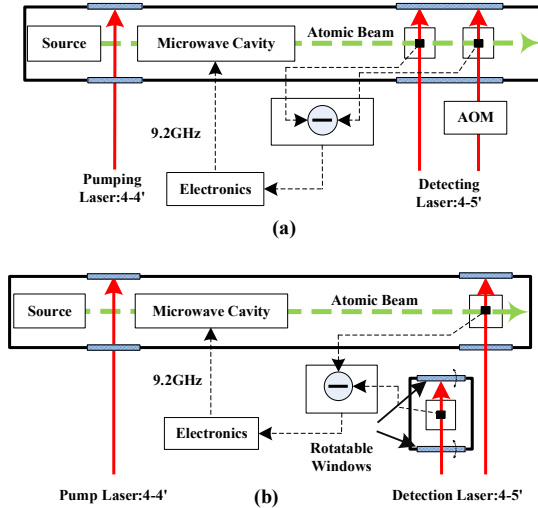 Source
Microwave Cavity
Atomic Beam
9.2GHz
AOM
Pumping
Laser:4-4'
Electronics
Detecting
Laser:4-5'
(a)
Source
Microwave Cavity
Atomic Beam
9.2GHz
Electronics
Rotatable
Windows
Pump Laser:4-4'
(b)
Detection Laser:4-5'